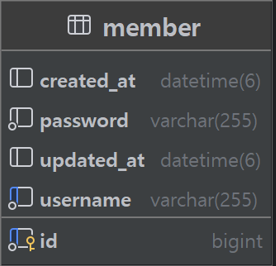 member
created_at datetime(6)
password varchar(255)
updated_at datetime(6)
username varchar(255)
id bigint